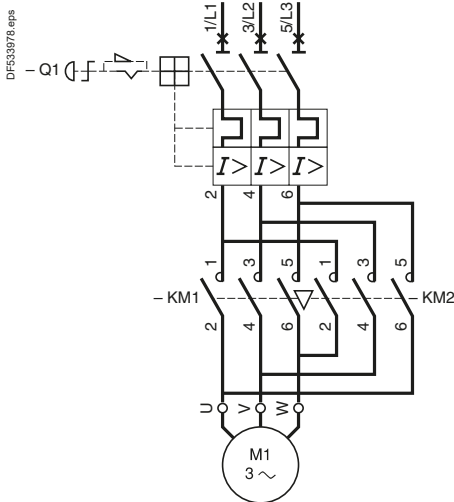 DF533978.eps
1/L1 3/L2 5/L3
– Q1
I> I> I>
2 4 6
1 3 5 1 3 5
– KM1 – KM2
2 4 6 2 4 6
U V W
M1
3 ~